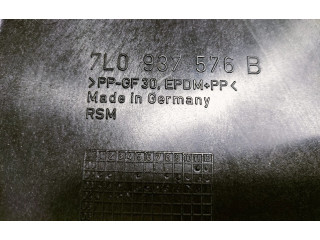 7L0 937 576 B
>PP-GF30, EPDM+PP<
Made in Germany
RSM